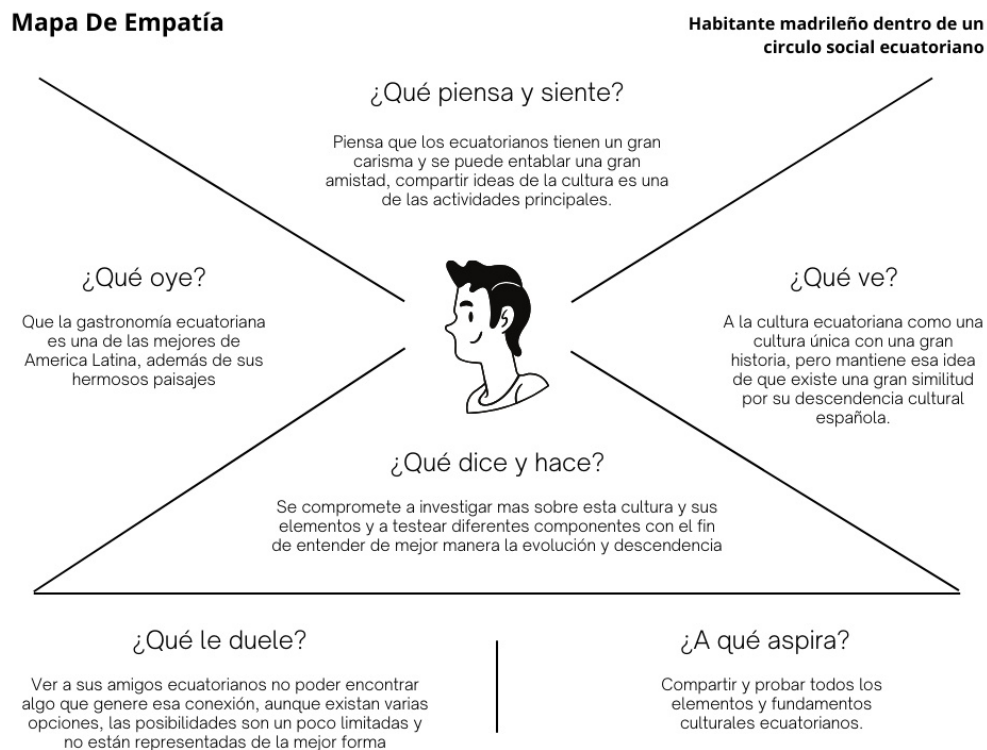 Mapa De Empatía
Habitante madrileño dentro de un
circulo social ecuatoriano
¿Qué piensa y siente?
Piensa que los ecuatorianos tienen un gran
carisma y se puede entablar una gran
amistad, compartir ideas de la cultura es una
de las actividades principales.
¿Qué oye?
Que la gastronomía ecuatoriana
es una de las mejores de
America Latina, además de sus
hermosos paisajes
¿Qué ve?
A la cultura ecuatoriana como una
cultura única con una gran
historia, pero mantiene esa idea
de que existe una gran similitud
por su descendencia cultural
española.
¿Qué dice y hace?
Se compromete a investigar mas sobre esta cultura y sus
elementos y a testear diferentes componentes con el fin
de entender de mejor manera la evolución y descendencia
¿Qué le duele?
Ver a sus amigos ecuatorianos no poder encontrar
algo que genere esa conexión, aunque existan varias
opciones, las posibilidades son un poco limitadas y
no están representadas de la mejor forma
¿A qué aspira?
Compartir y probar todos los
elementos y fundamentos
culturales ecuatorianos.